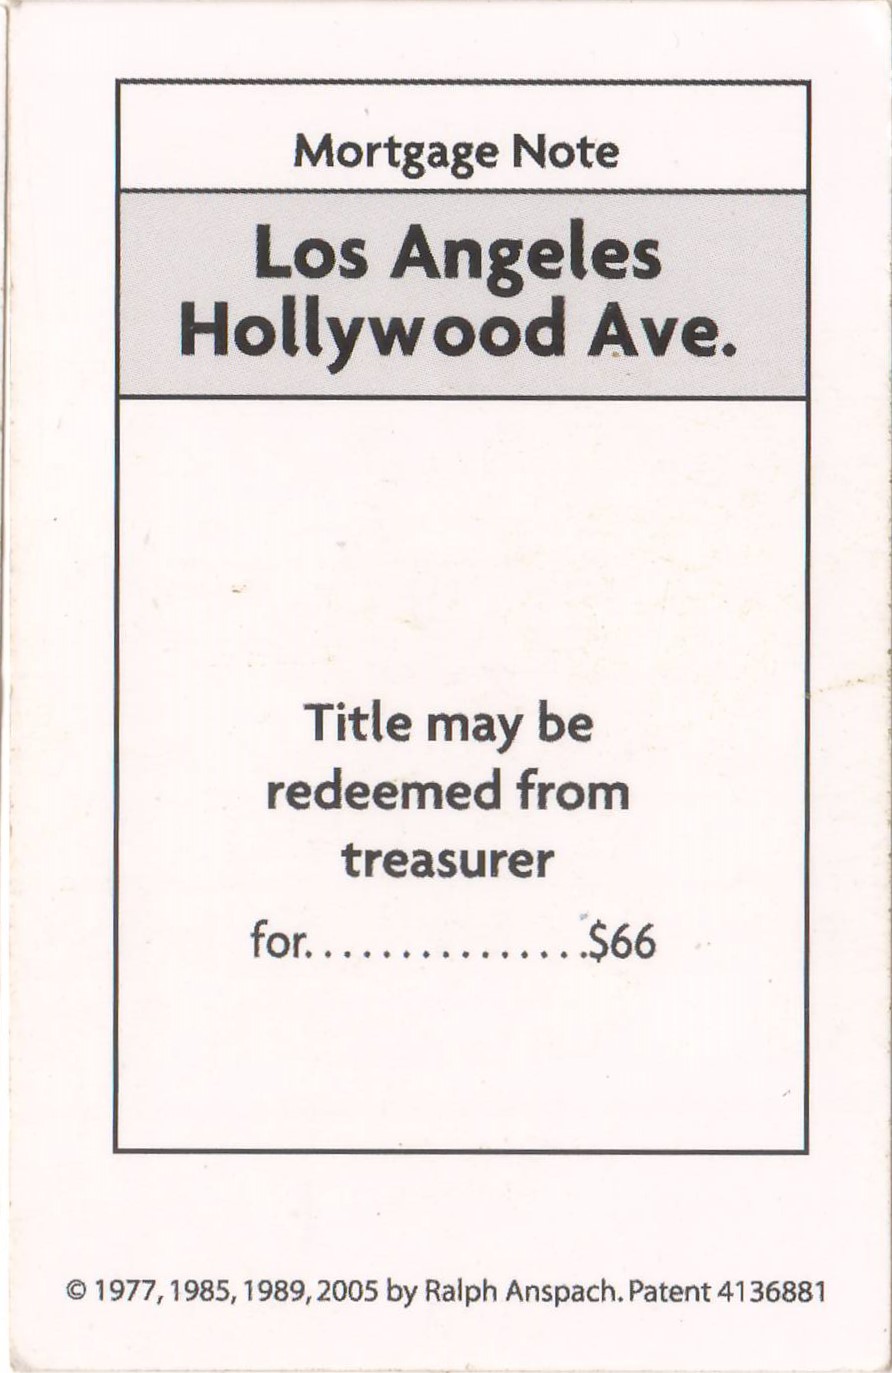 Mortgage Note
Los Angeles
Hollywood Ave.
Title may be
redeemed from
treasurer
for................$66
© 1977, 1985, 1989, 2005 by Ralph Anspach. Patent 4136881